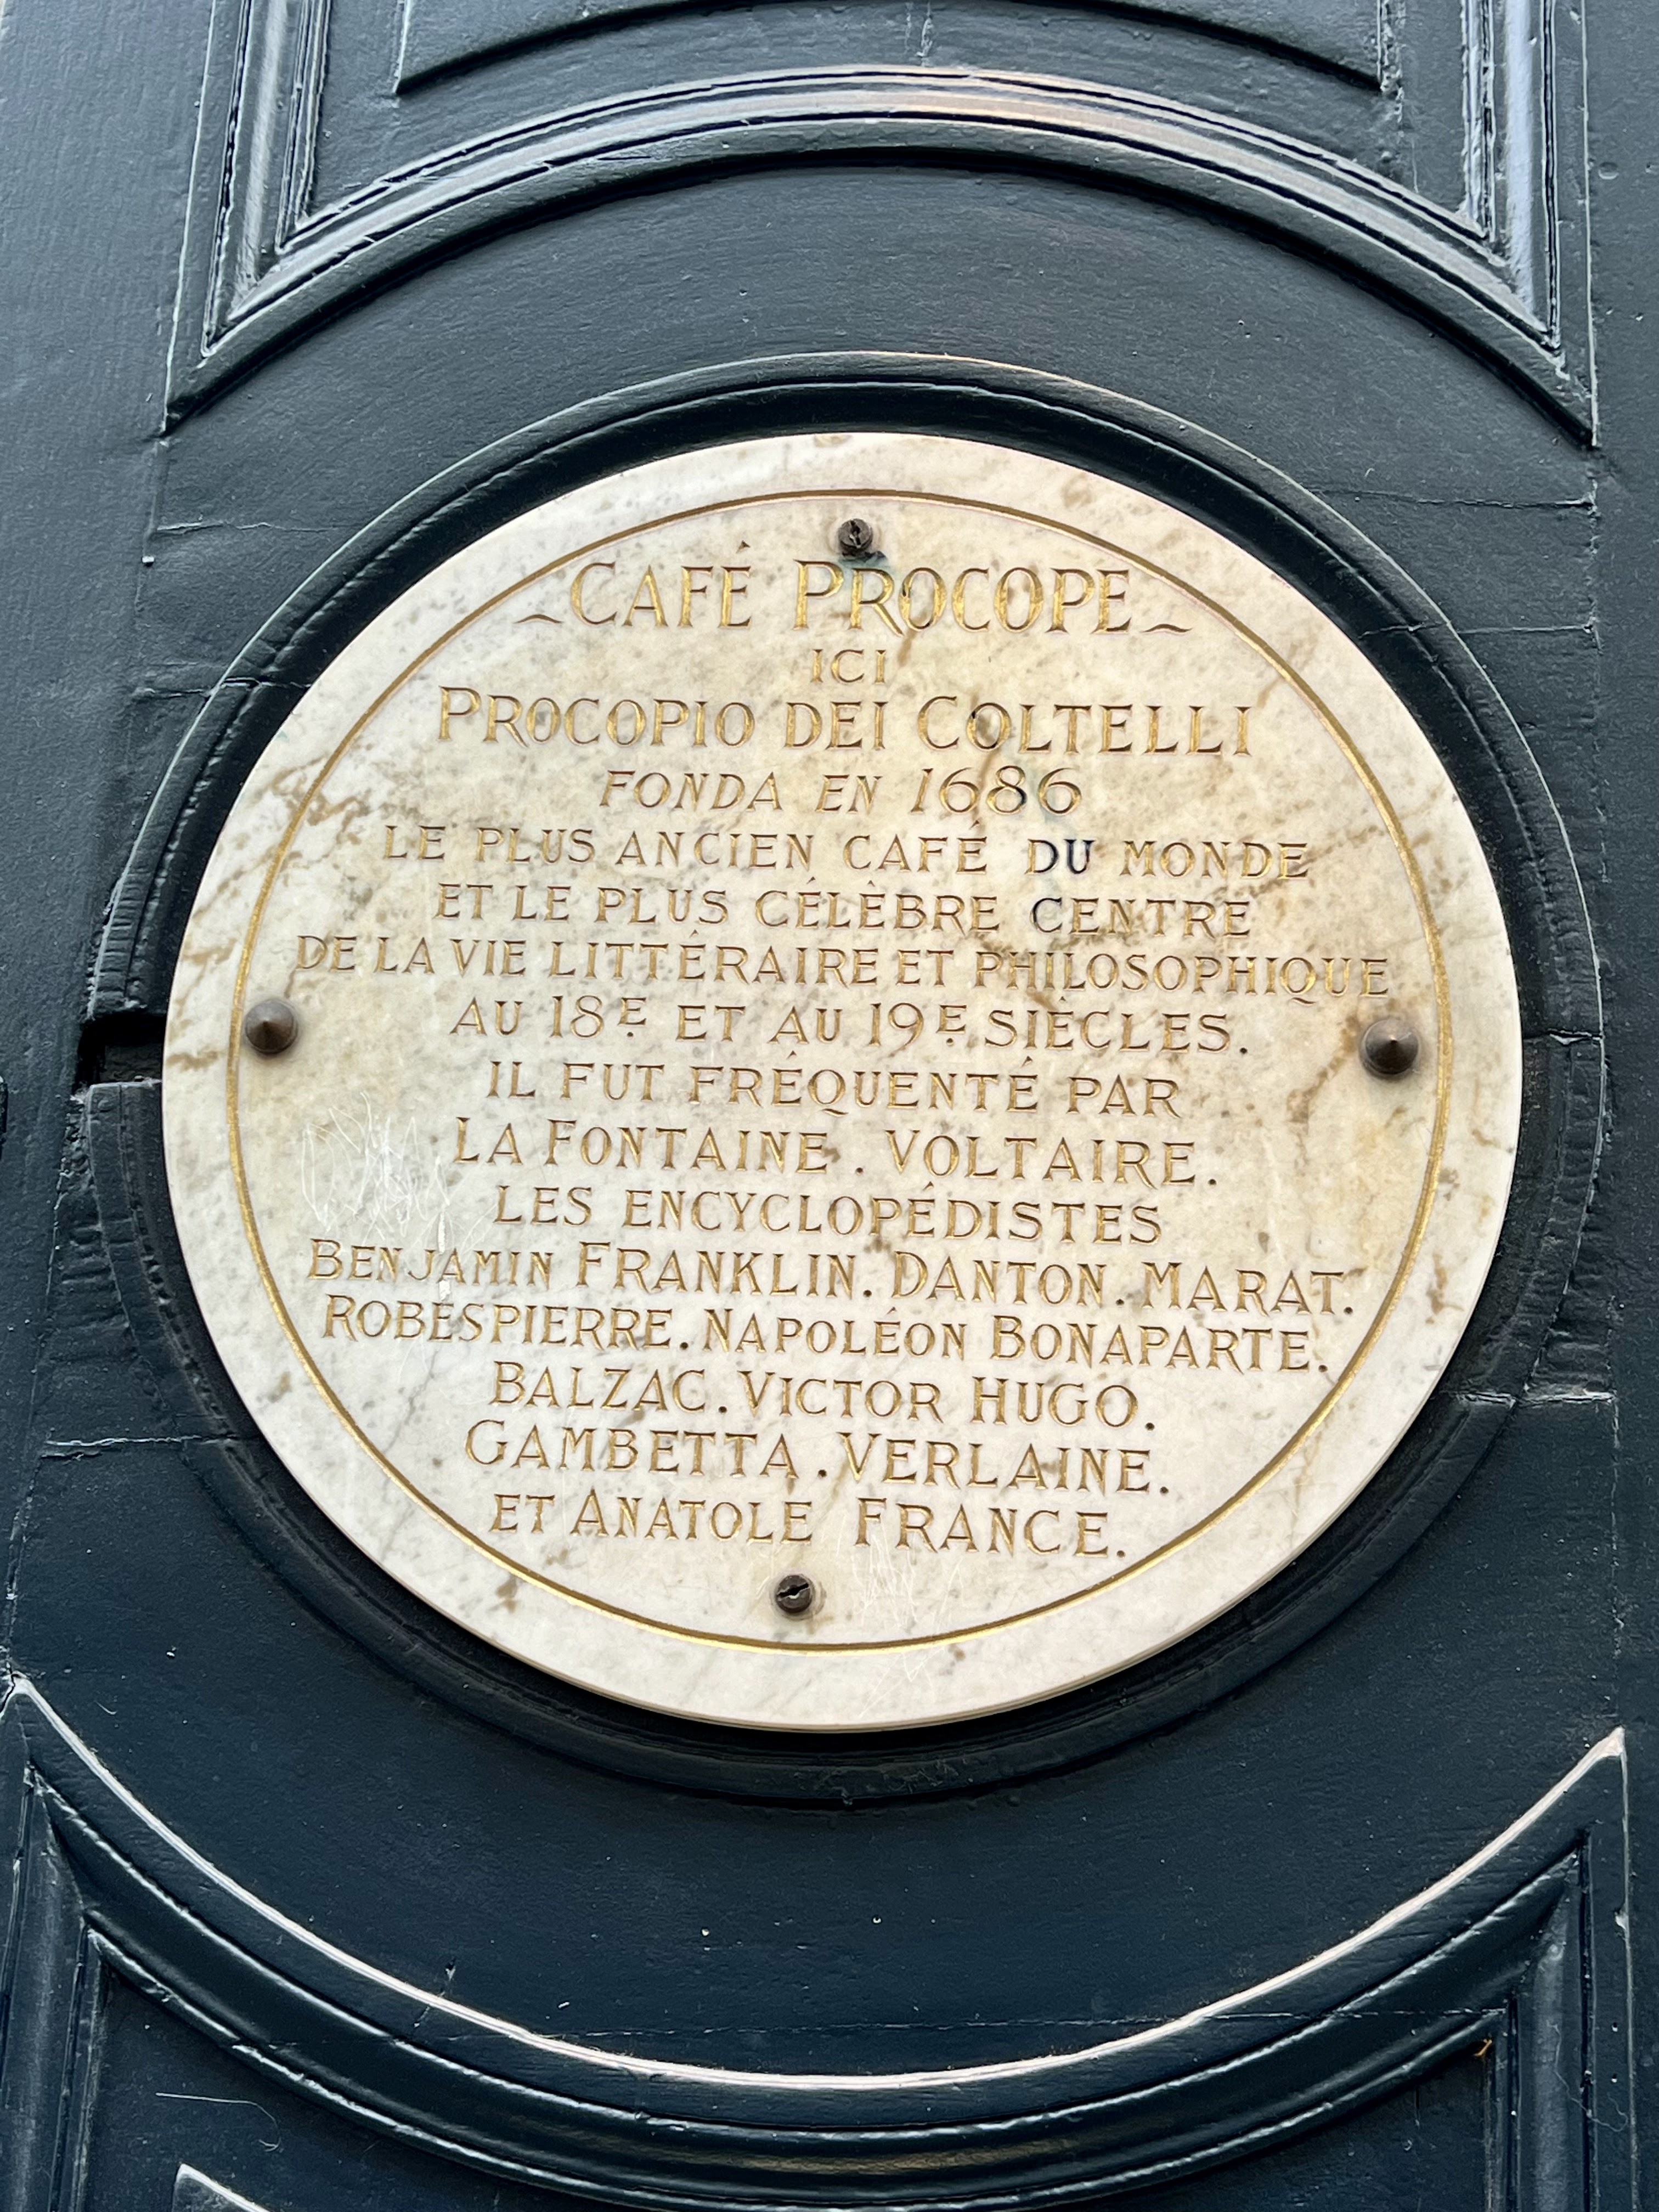 ~CAFÉ PROCOPE~
ICI
PROCOPIO DEI COLTELLI
FONDA EN 1686
LE PLUS ANCIEN CAFÉ DU MONDE
ET LE PLUS CÉLÈBRE CENTRE
DE LA VIE LITTÉRAIRE ET PHILOSOPHIQUE
AU 18E ET AU 19E SIÈCLES.
IL FUT FRÉQUENTÉ PAR
LA FONTAINE. VOLTAIRE.
LES ENCYCLOPÉDISTES
BENJAMIN FRANKLIN. DANTON. MARAT.
ROBESPIERRE. NAPOLÉON BONAPARTE.
BALZAC. VICTOR HUGO.
GAMBETTA. VERLAINE.
ET ANATOLE FRANCE.